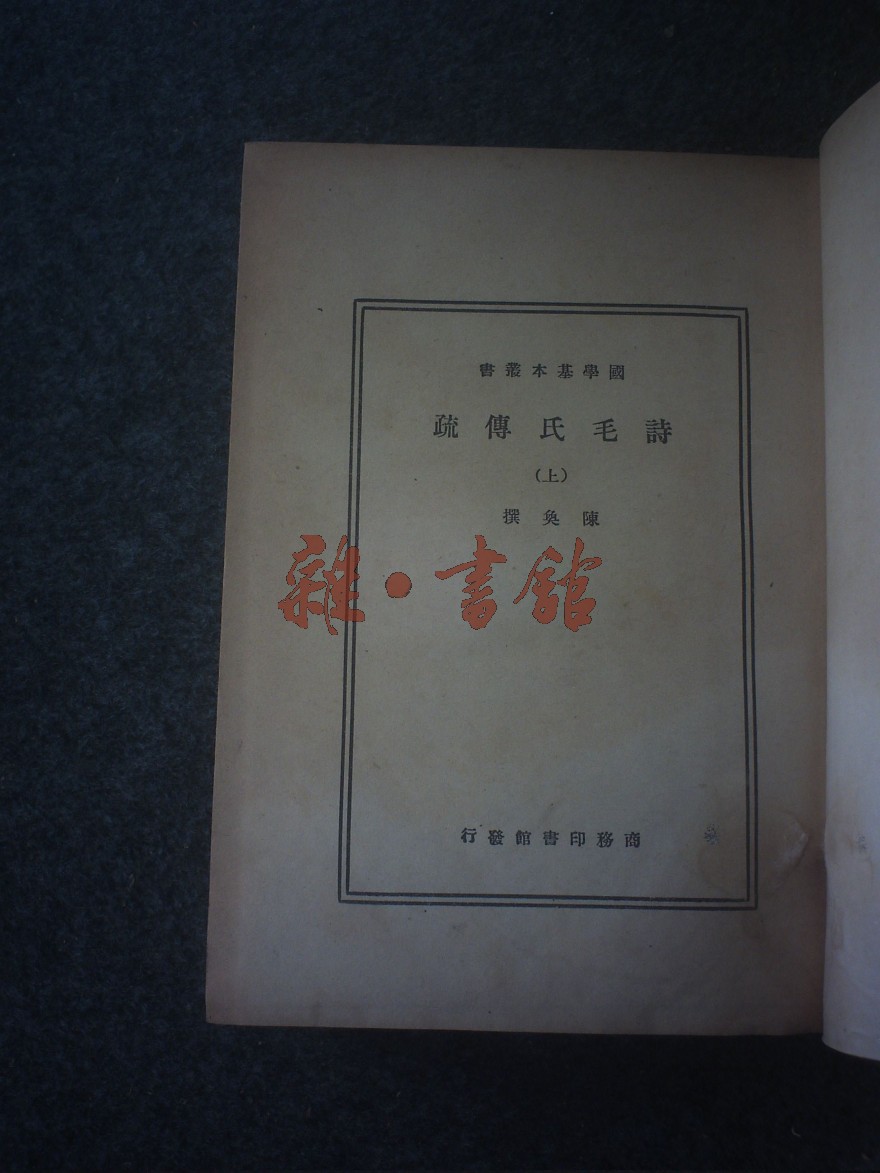 國學基本叢書
詩毛氏傳疏
（上）
陳奐撰
雜·書館
商務印書館發行